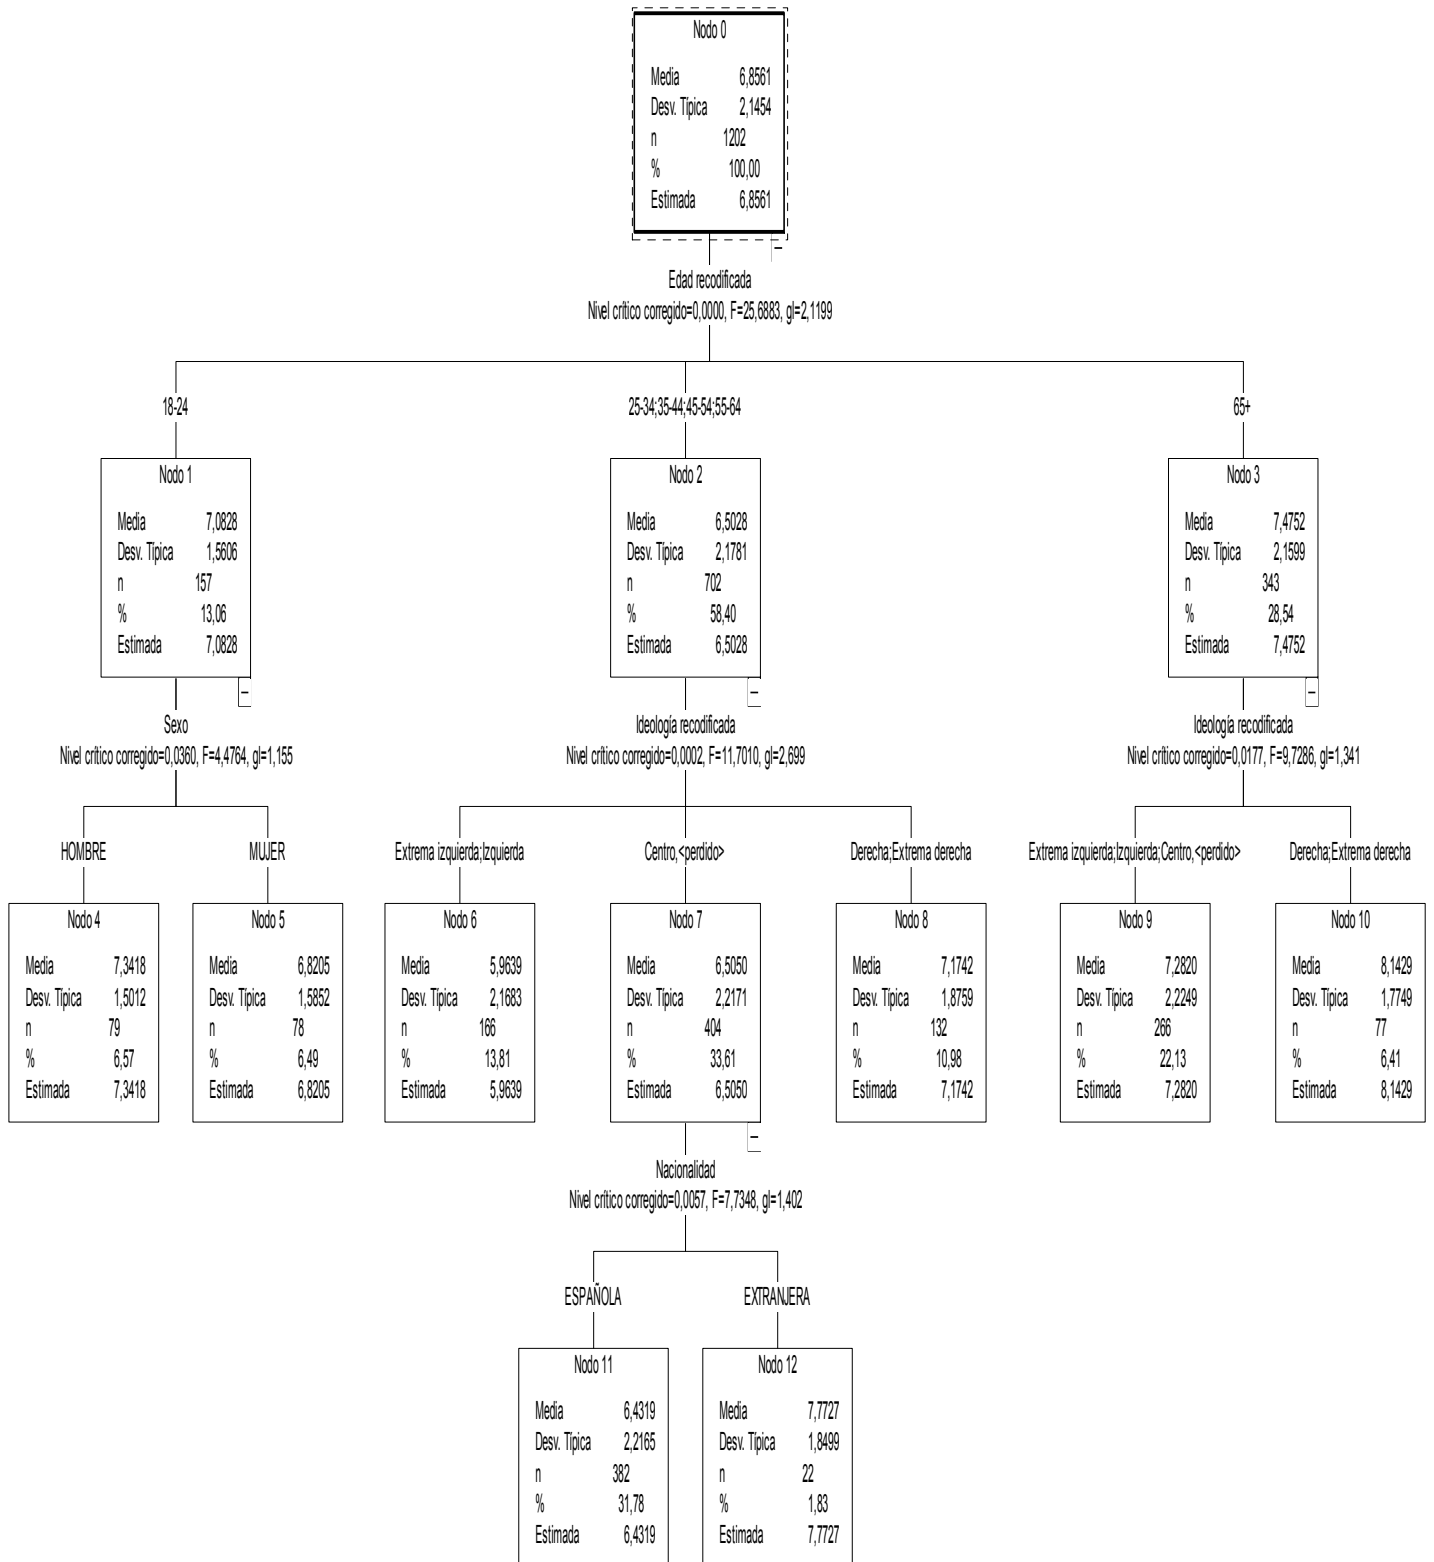 Nodo 0
Media 6,8561
Desv. Típica 2,1454
n 1202
% 100,00
Estimada 6,8561
Edad recodificada
Nivel crítico corregido=0,0000, F=25,6883, gl=2,1199
18-24
25-34;35-44;45-54;55-64
65+
Nodo 1
Media 7,0828
Desv. Típica 1,5606
n 157
% 13,06
Estimada 7,0828
Nodo 2
Media 6,5028
Desv. Típica 2,1781
n 702
% 58,40
Estimada 6,5028
Nodo 3
Media 7,4752
Desv. Típica 2,1599
n 343
% 28,54
Estimada 7,4752
Sexo
Nivel crítico corregido=0,0360, F=4,4764, gl=1,155
Ideología recodificada
Nivel crítico corregido=0,0002, F=11,7010, gl=2,699
Ideología recodificada
Nivel crítico corregido=0,0177, F=9,7286, gl=1,341
HOMBRE
MUJER
Extrema izquierda;Izquierda
Centro,<perdido>
Derecha;Extrema derecha
Extrema izquierda;Izquierda;Centro,<perdido>
Derecha;Extrema derecha
Nodo 4
Media 7,3418
Desv. Típica 1,5012
n 79
% 6,57
Estimada 7,3418
Nodo 5
Media 6,8205
Desv. Típica 1,5852
n 78
% 6,49
Estimada 6,8205
Nodo 6
Media 5,9639
Desv. Típica 2,1683
n 166
% 13,81
Estimada 5,9639
Nodo 7
Media 6,5050
Desv. Típica 2,2171
n 404
% 33,61
Estimada 6,5050
Nodo 8
Media 7,1742
Desv. Típica 1,8759
n 132
% 10,98
Estimada 7,1742
Nodo 9
Media 7,2820
Desv. Típica 2,2249
n 266
% 22,13
Estimada 7,2820
Nodo 10
Media 8,1429
Desv. Típica 1,7749
n 77
% 6,41
Estimada 8,1429
Nacionalidad
Nivel crítico corregido=0,0057, F=7,7348, gl=1,402
ESPAÑOLA
EXTRANJERA
Nodo 11
Media 6,4319
Desv. Típica 2,2165
n 382
% 31,78
Estimada 6,4319
Nodo 12
Media 7,7727
Desv. Típica 1,8499
n 22
% 1,83
Estimada 7,7727